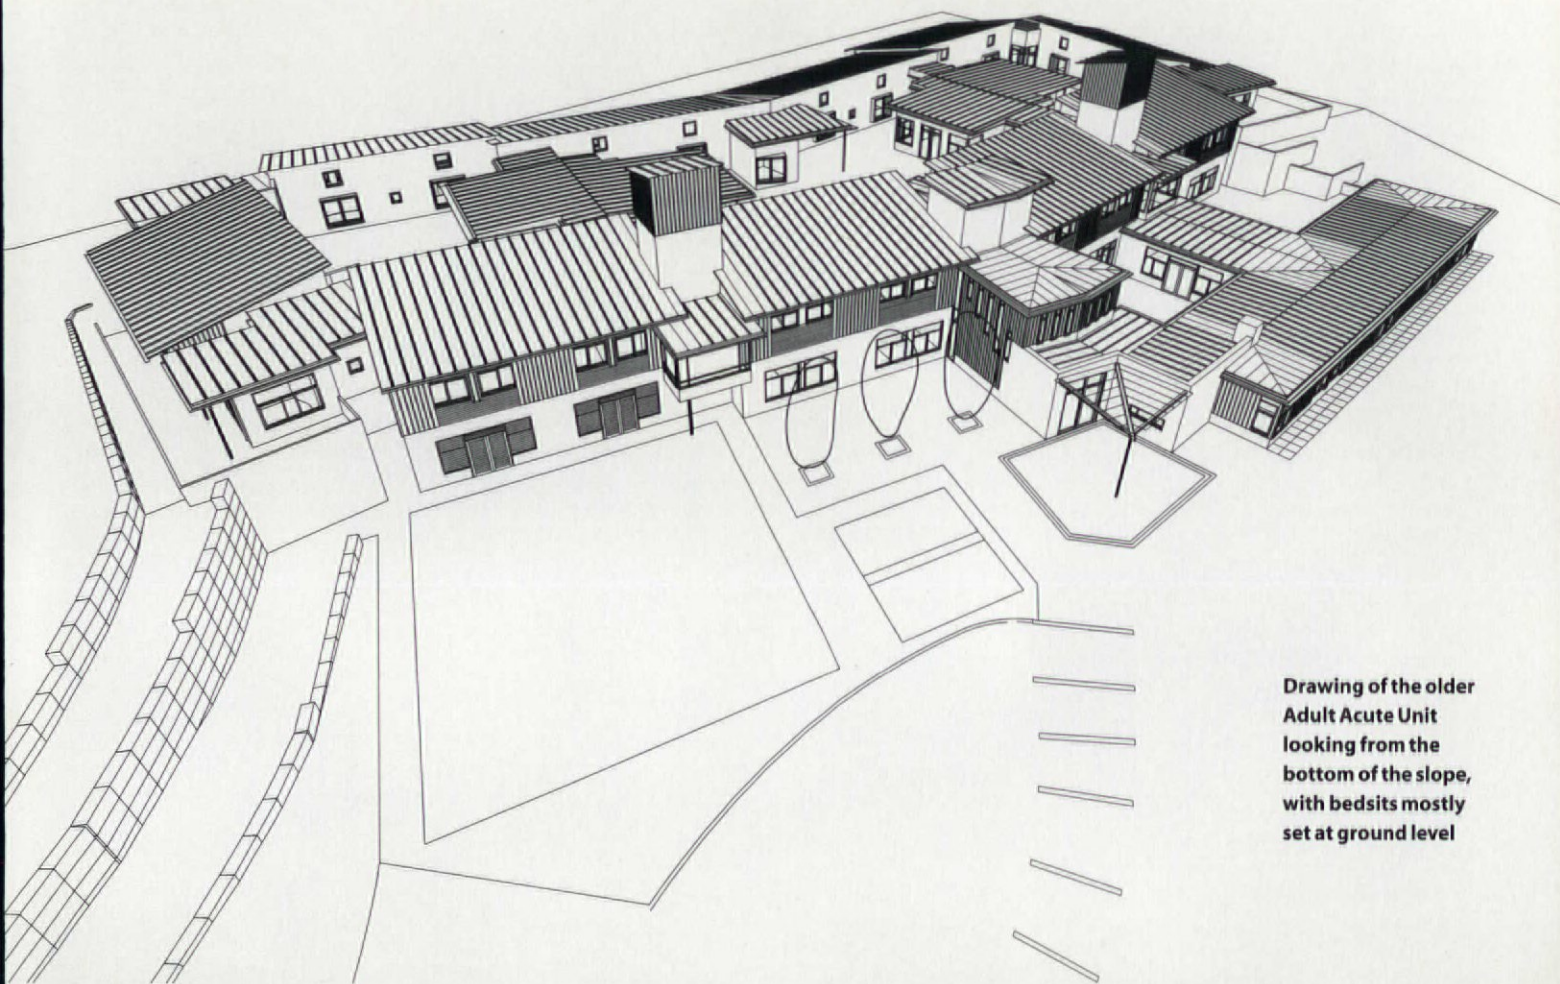 Drawing of the older
Adult Acute Unit
looking from the
bottom of the slope,
with bedsits mostly
set at ground level